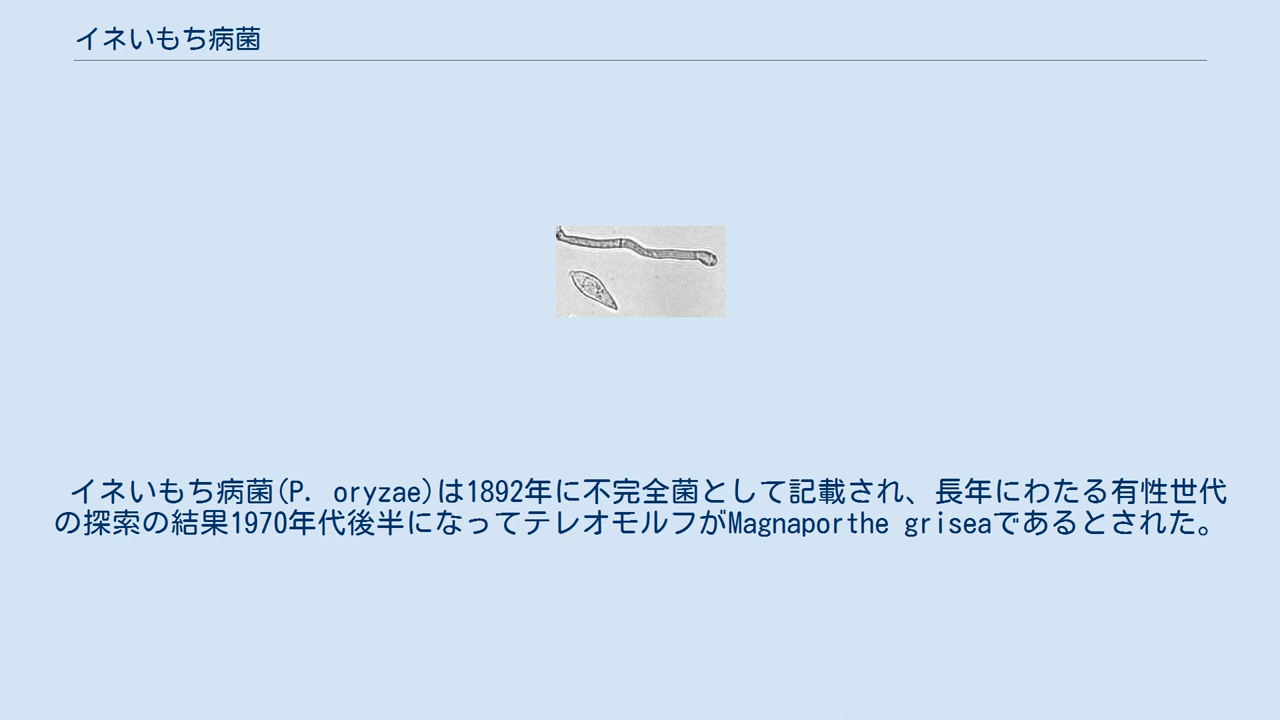 イネいもち病菌
イネいもち病菌(P. oryzae)は1892年に不完全菌として記載され、長年にわたる有性世代
の探索の結果1970年代後半になってテレオモルフがMagnaporthe griseaであるとされた。